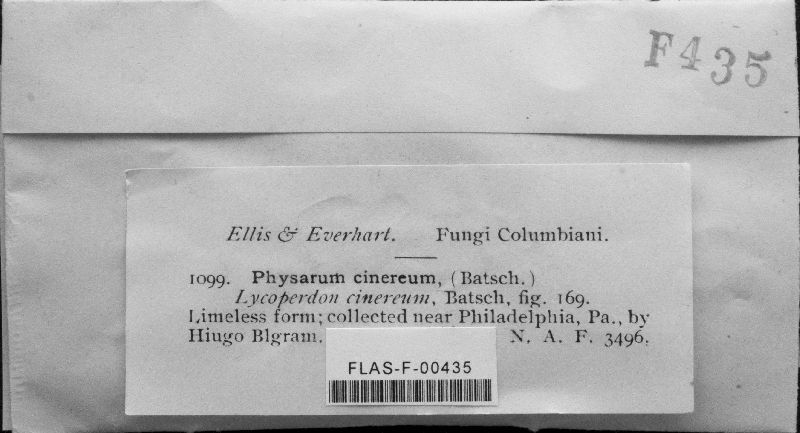 F435
Ellis & Everhart. Fungi Columbiani.
1099. Physarum cinereum, (Batsch.)
Lycoperdon cinereum, Batsch, fig. 169.
Limeless form; collected near Philadelphia, Pa., by
Hiugo Blgram. N. A. F. 3496.
FLAS-F-00435